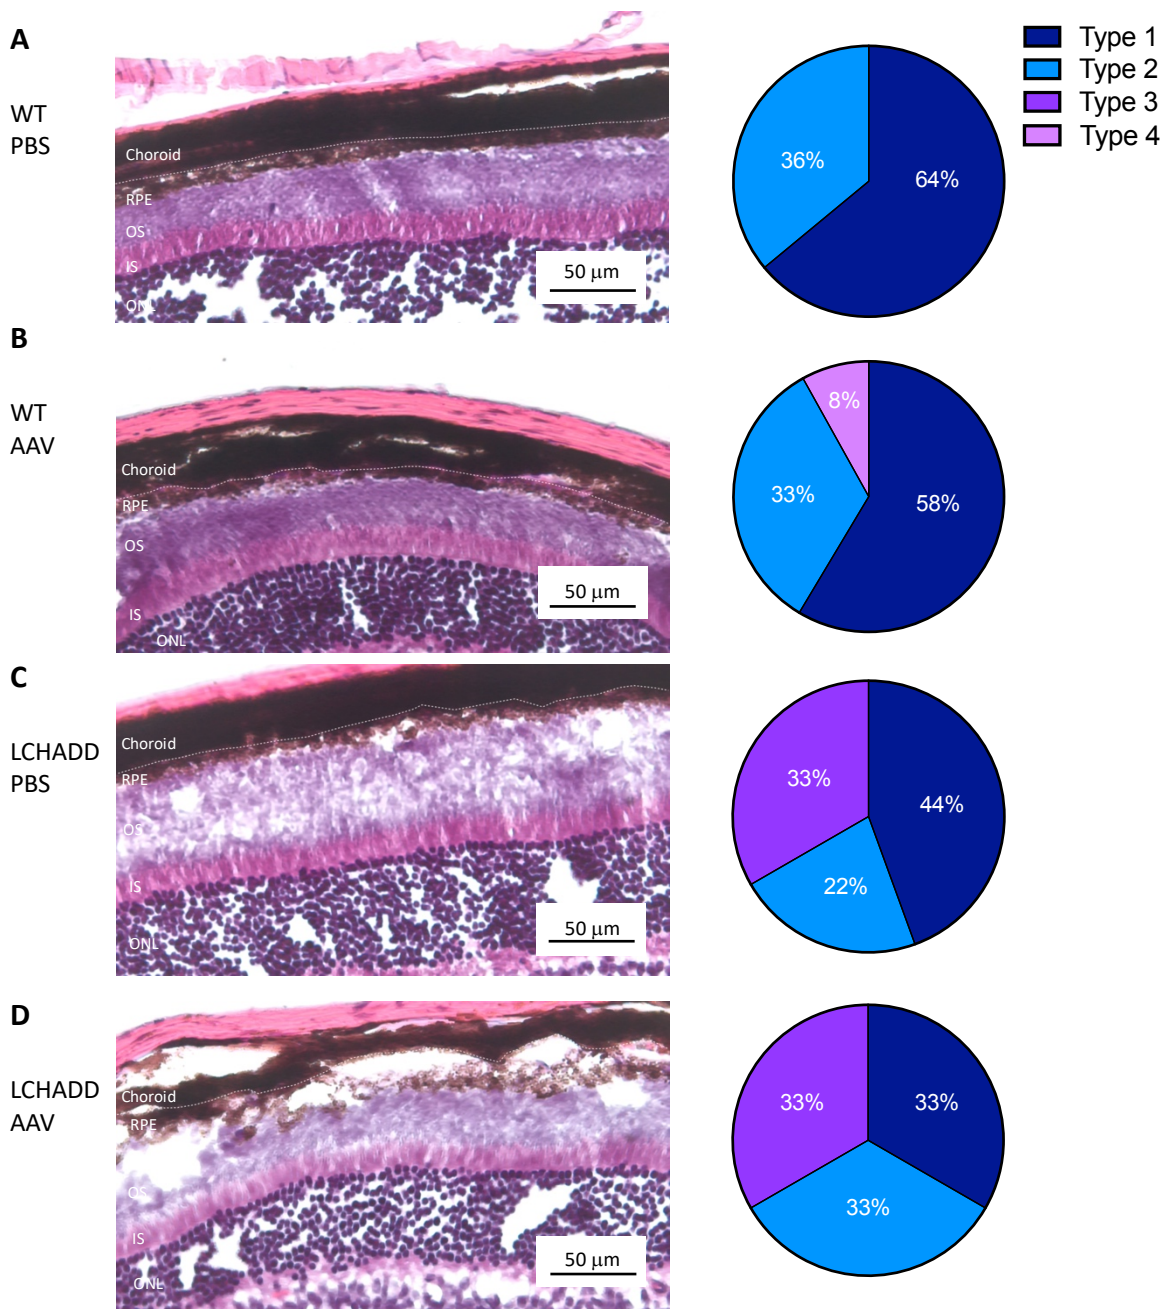 A
WT
PBS
Choroid
RPE
OS
IS
ONL
50 μm
36%
64%
Type 1
Type 2
Type 3
Type 4
B
WT
AAV
Choroid
RPE
OS
IS
ONL
50 μm
8%
33%
58%
C
LCHADD
PBS
Choroid
RPE
OS
IS
ONL
50 μm
33%
44%
22%
D
LCHADD
AAV
Choroid
RPE
OS
IS
ONL
50 μm
33%
33%
33%